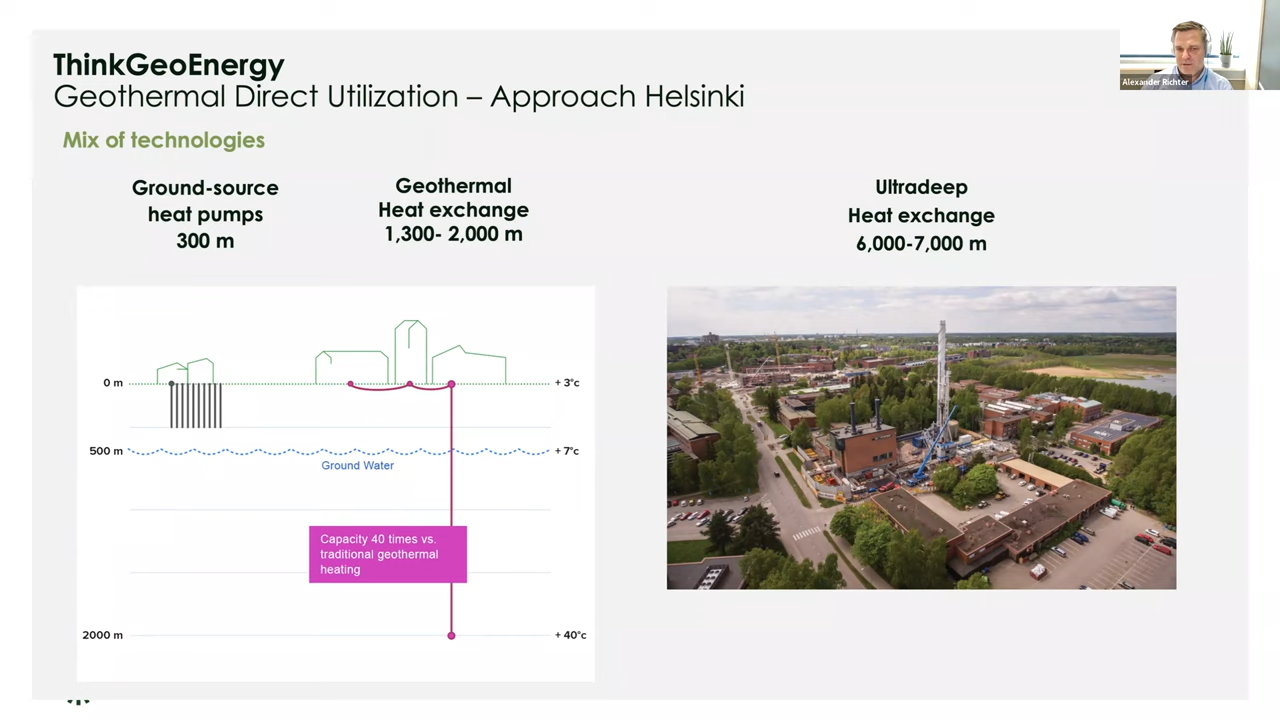 ThinkGeoEnergy
Geothermal Direct Utilization – Approach Helsinki
Alexander Richter
Mix of technologies
Ground-source
heat pumps
300 m
Geothermal
Heat exchange
1,300- 2,000 m
Ultradeep
Heat exchange
6,000-7,000 m
0 m
+ 3°c
500 m
+ 7°c
Ground Water
Capacity 40 times vs.
traditional geothermal
heating
2000 m
+ 40°c